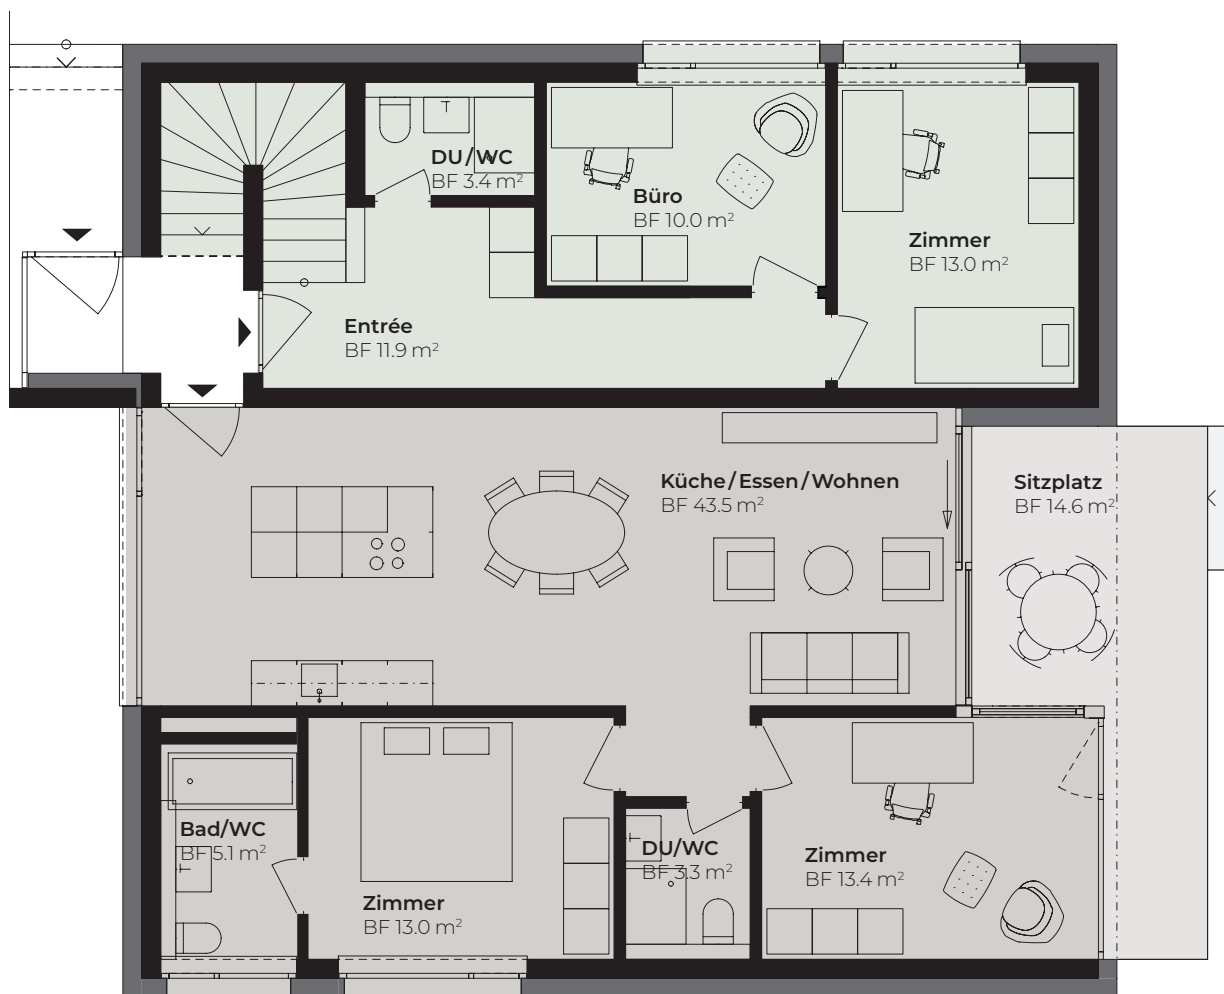 DU/WC
BF 3.4 m²
Büro
BF 10.0 m²
Zimmer
BF 13.0 m²
Entrée
BF 11.9 m²
Küche/Essen/Wohnen
BF 43.5 m²
Sitzplatz
BF 14.6 m²
Bad/WC
BF 5.1 m²
Zimmer
BF 13.0 m²
DU/WC
BF 3.3 m²
Zimmer
BF 13.4 m²